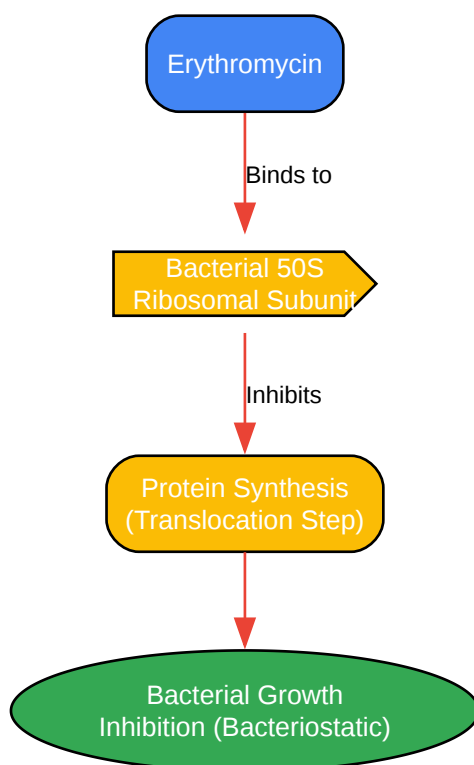 Erythromycin
Binds to
Bacterial 50S
Ribosomal Subunit
Inhibits
Protein Synthesis
(Translocation Step)
Bacterial Growth
Inhibition (Bacteriostatic)